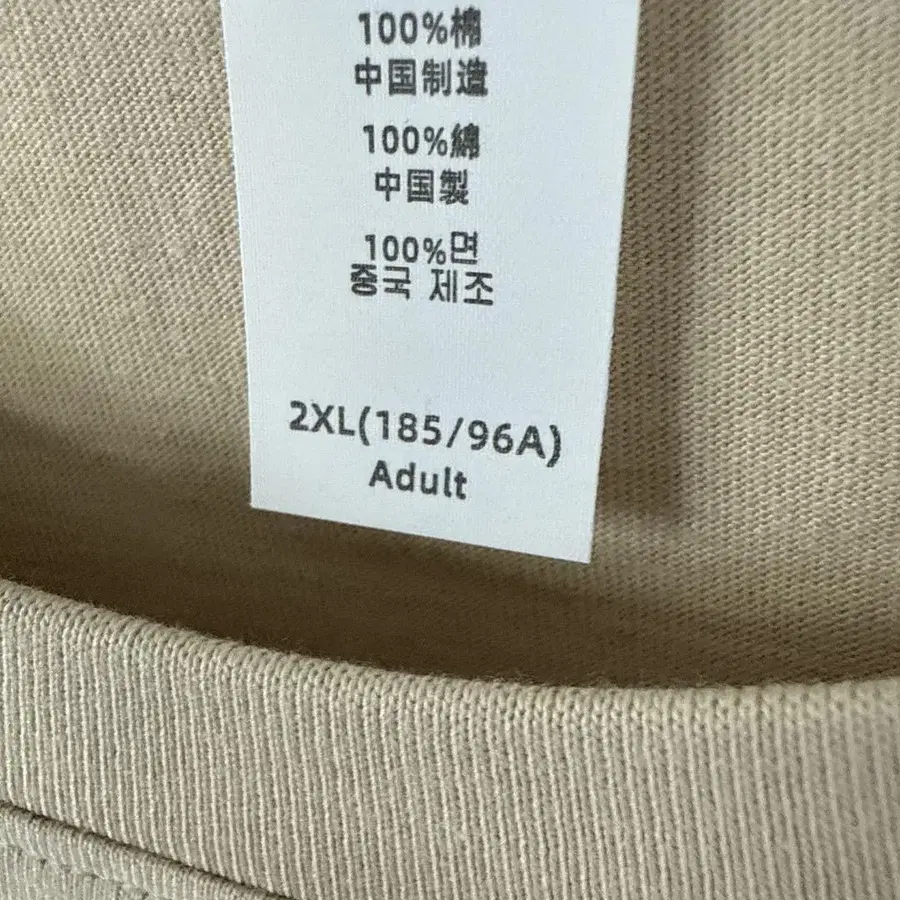 100%棉
中国制造
100%綿
中国製
100%면
중국 제조
2XL(185/96A)
Adult